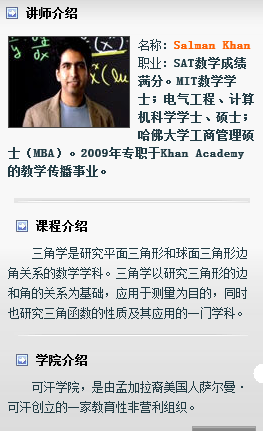 讲师介绍
名称：Salman Khan
职业：SAT数学成绩
满分。MIT数学学
士；电气工程、计算
机科学学士、硕士；
哈佛大学工商管理硕
士（MBA）。2009年专职于Khan Academy
的教学传播事业。
课程介绍
三角学是研究平面三角形和球面三角形边
角关系的数学学科。三角学以研究三角形的边
和角的关系为基础，应用于测量为目的，同时
也研究三角函数的性质及其应用的一门学科。
学院介绍
可汗学院，是由孟加拉裔美国人萨尔曼·
可汗创立的一家教育性非营利组织。